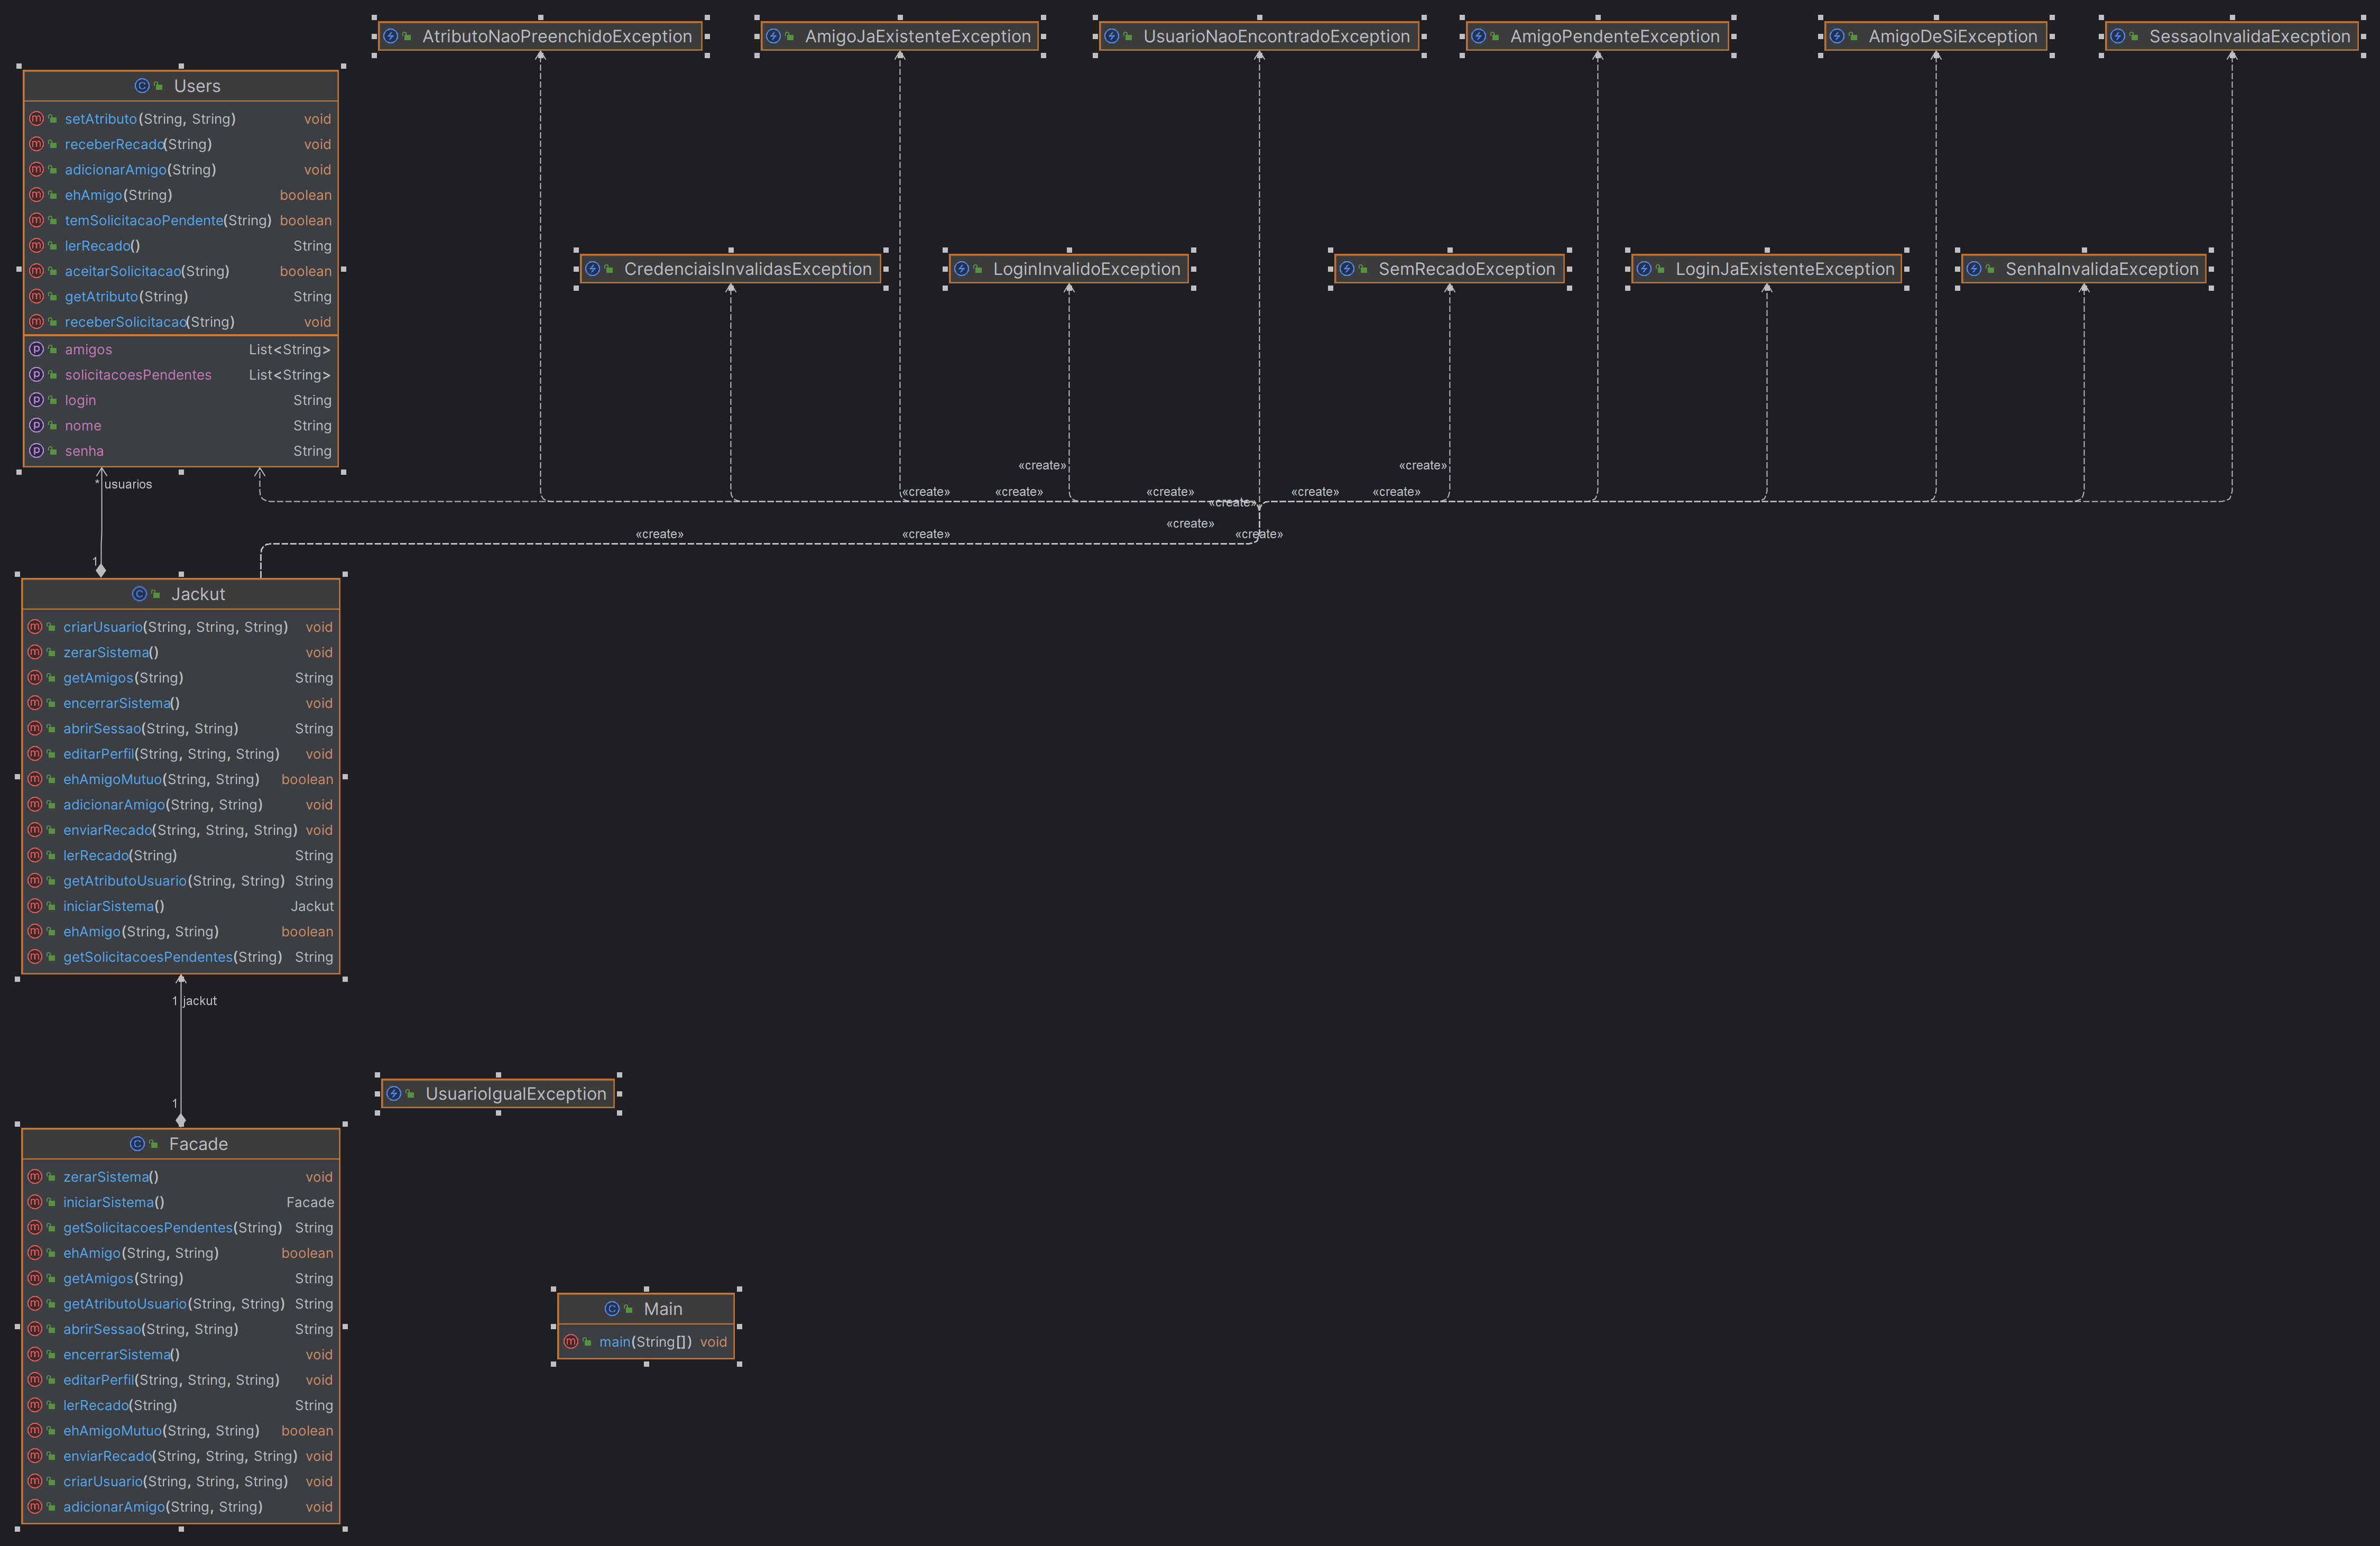 AtributoNaoPreenchidoException
AmigoJaExistenteException
UsuarioNaoEncontradoException
AmigoPendenteException
AmigoDeSiException
SessaoInvalidaExecption
Users
setAtributo(String, String) void
receberRecado(String) void
adicionarAmigo(String) void
ehAmigo(String) boolean
temSolicitacaoPendente(String) boolean
lerRecado() String
aceitarSolicitacao(String) boolean
getAtributo(String) String
receberSolicitacao(String) void
amigos List<String>
solicitacoesPendentes List<String>
login String
nome String
senha String
CredenciaisInvalidasException
LoginInvalidoException
SemRecadoException
LoginJaExistenteException
SenhaInvalidaException
«create»
«create»
* usuarios
«create»
«create»
«create»
«create»
«create»
«create»
«create»
«create»
«create»
«create»
1
Jackut
criarUsuario(String, String, String) void
zerarSistema() void
getAmigos(String) String
encerrarSistema() void
abrirSessao(String, String) String
editarPerfil(String, String, String) void
ehAmigoMutuo(String, String) boolean
adicionarAmigo(String, String) void
enviarRecado(String, String, String) void
lerRecado(String) String
getAtributoUsuario(String, String) String
iniciarSistema() Jackut
ehAmigo(String, String) boolean
getSolicitacoesPendentes(String) String
1 jackut
1
UsuarioIgualException
Facade
zerarSistema() void
iniciarSistema() Facade
getSolicitacoesPendentes(String) String
ehAmigo(String, String) boolean
getAmigos(String) String
getAtributoUsuario(String, String) String
abrirSessao(String, String) String
encerrarSistema() void
editarPerfil(String, String, String) void
lerRecado(String) String
ehAmigoMutuo(String, String) boolean
enviarRecado(String, String, String) void
criarUsuario(String, String, String) void
adicionarAmigo(String, String) void
Main
main(String[]) void